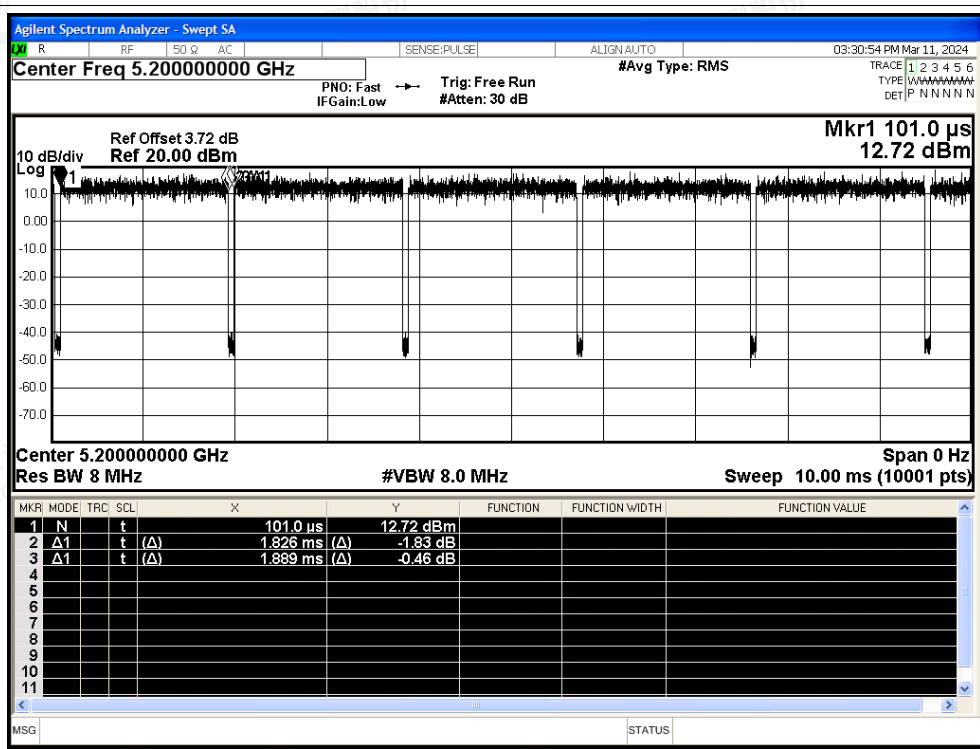 Agilent Spectrum Analyzer - Swept SA
LXI R RF 50 Ω AC SENSE:PULSE ALIGN AUTO 03:30:54 PM Mar 11, 2024
Center Freq 5.200000000 GHz #Avg Type: RMS TRACE 1 2 3 4 5 6
PNO: Fast Trig: Free Run TYPE
IFGain:Low #Atten: 30 dB DET P N N N N N
Mkr1 101.0 µs
Ref Offset 3.72 dB
10 dB/div Ref 20.00 dBm 12.72 dBm
Log
1
10.0
0.00
-10.0
-20.0
-30.0
-40.0
-50.0
-60.0
-70.0
Center 5.200000000 GHz Span 0 Hz
Res BW 8 MHz #VBW 8.0 MHz Sweep 10.00 ms (10001 pts)
MKR MODE TRC SCL X Y FUNCTION FUNCTION WIDTH FUNCTION VALUE
1 N t 101.0 µs 12.72 dBm
2 Δ1 t (Δ) 1.826 ms (Δ) -1.83 dB
3 Δ1 t (Δ) 1.889 ms (Δ) -0.46 dB
4
5
6
7
8
9
10
11
MSG STATUS